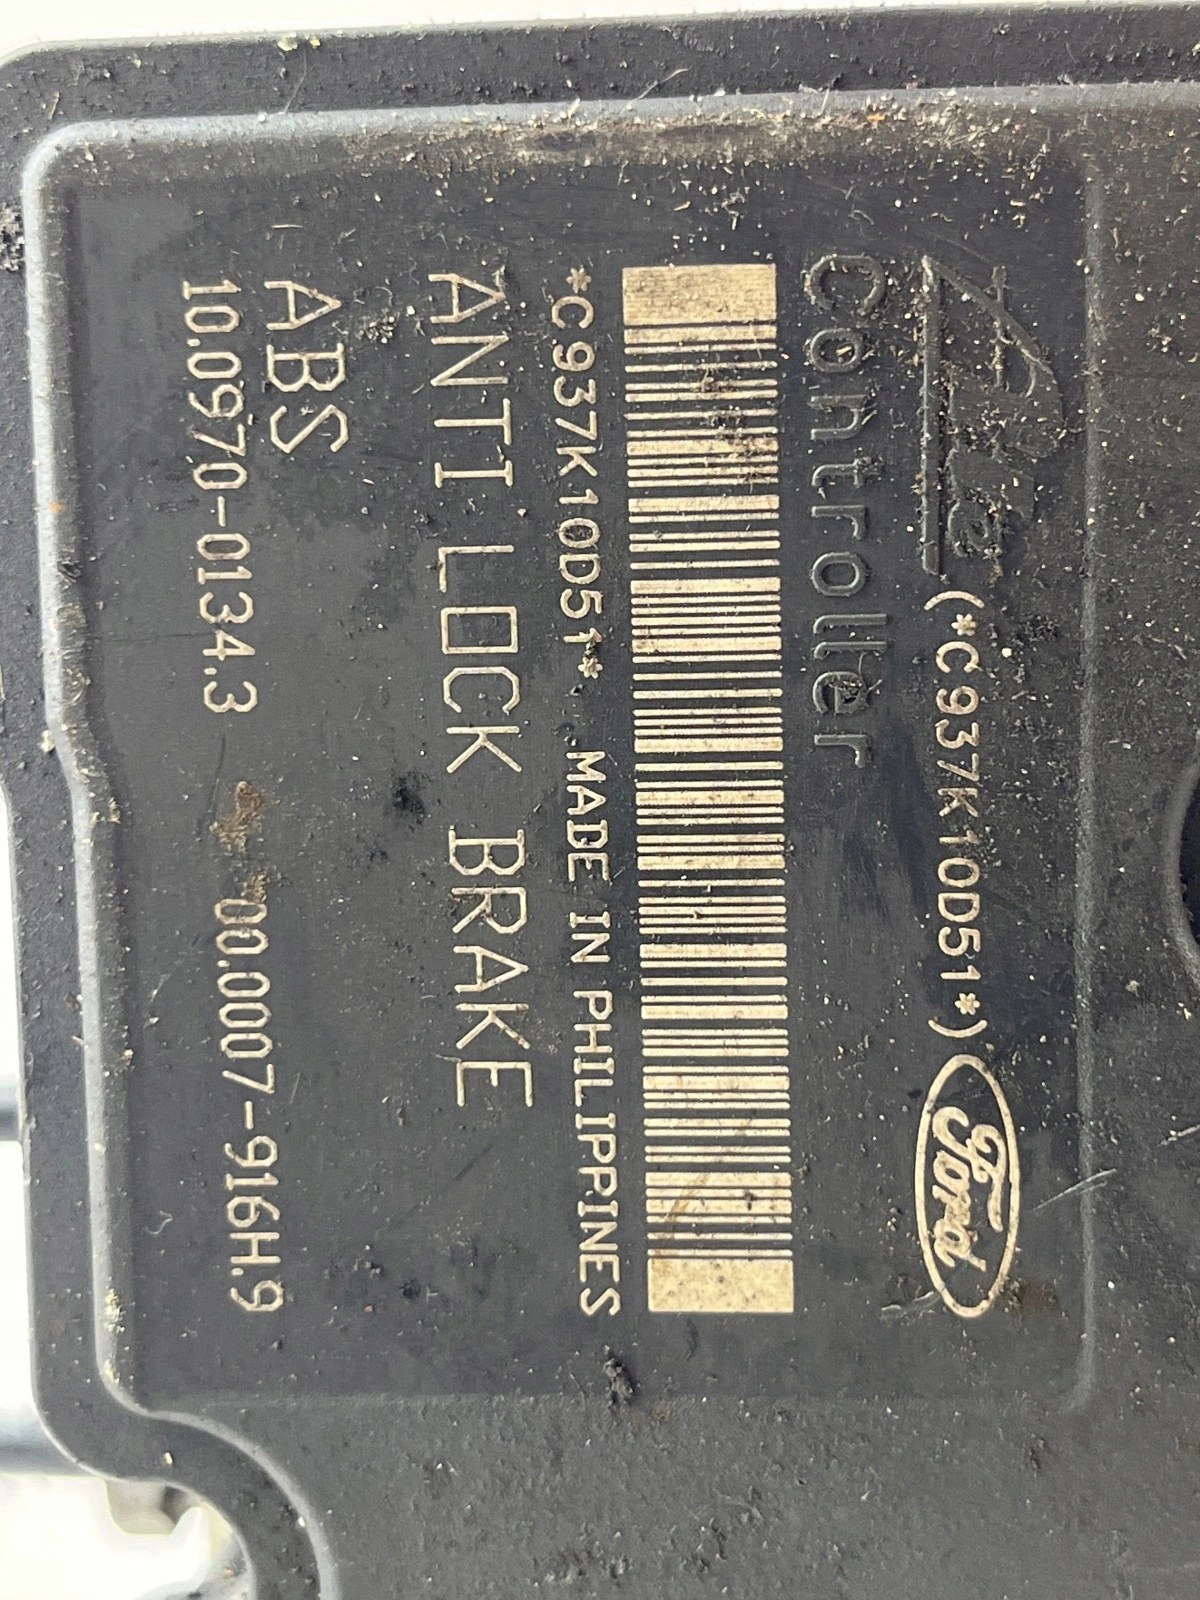 Ate (*C937K10D51*) Ford
Controller
*C937K10D51* MADE IN PHILIPPINES
ANTI LOCK BRAKE
ABS
10.0970-0134.3 00.0007-916H.9